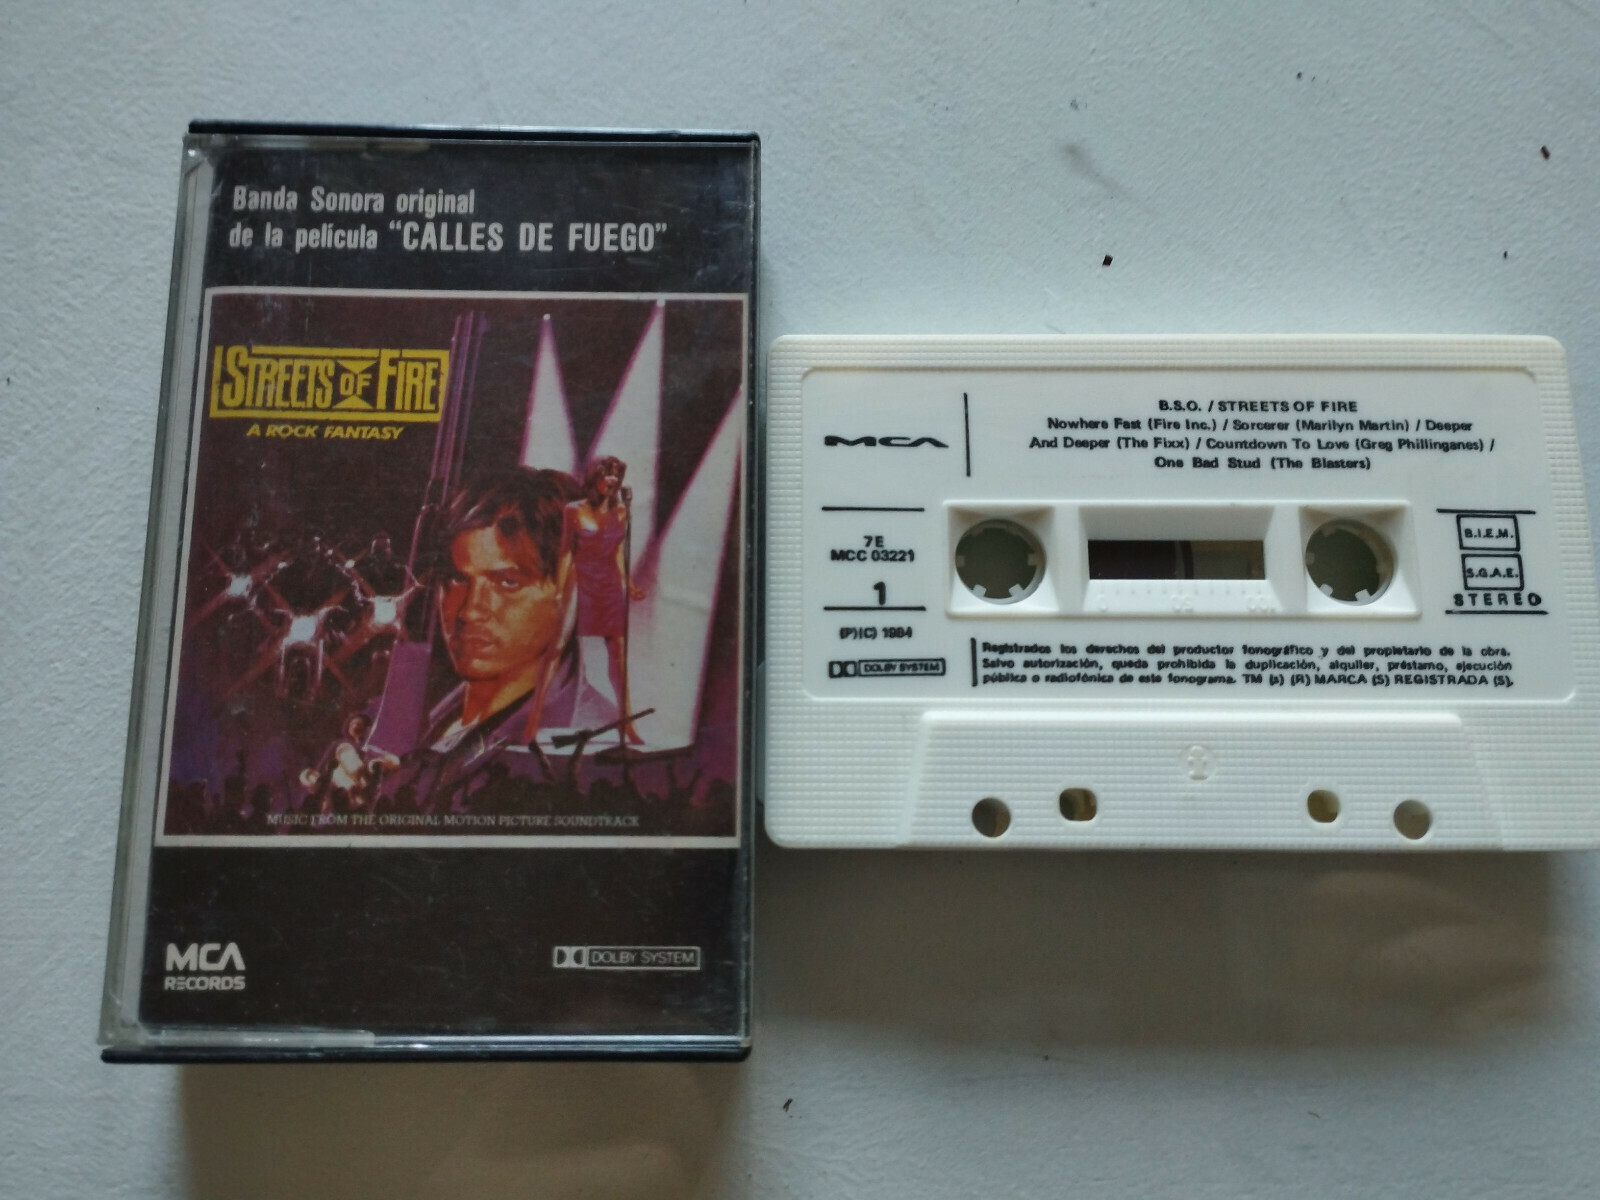 Banda Sonora original
de la película "CALLES DE FUEGO"
STREETS OF FIRE
A ROCK FANTASY
MUSIC FROM THE ORIGINAL MOTION PICTURE SOUNDTRACK
MCA
RECORDS
DOLBY SYSTEM
MCA
B.S.O. / STREETS OF FIRE
Nowhere Fast (Fire Inc.) / Sorcerer (Marilyn Martin) / Deeper
And Deeper (The Fixx) / Countdown To Love (Greg Phillinganes) /
One Bad Stud (The Blasters)
7E
MCC 03221
1
(P)(C) 1984
DOLBY SYSTEM
B.I.E.M.
S.G.A.E.
STEREO
Registrados los derechos del productor fonográfico y del propietario de la obra.
Salvo autorización, queda prohibida la duplicación, alquiler, préstamo, ejecución
pública o radiofónica de este fonograma. TM (s) (R) MARCA (S) REGISTRADA (S).